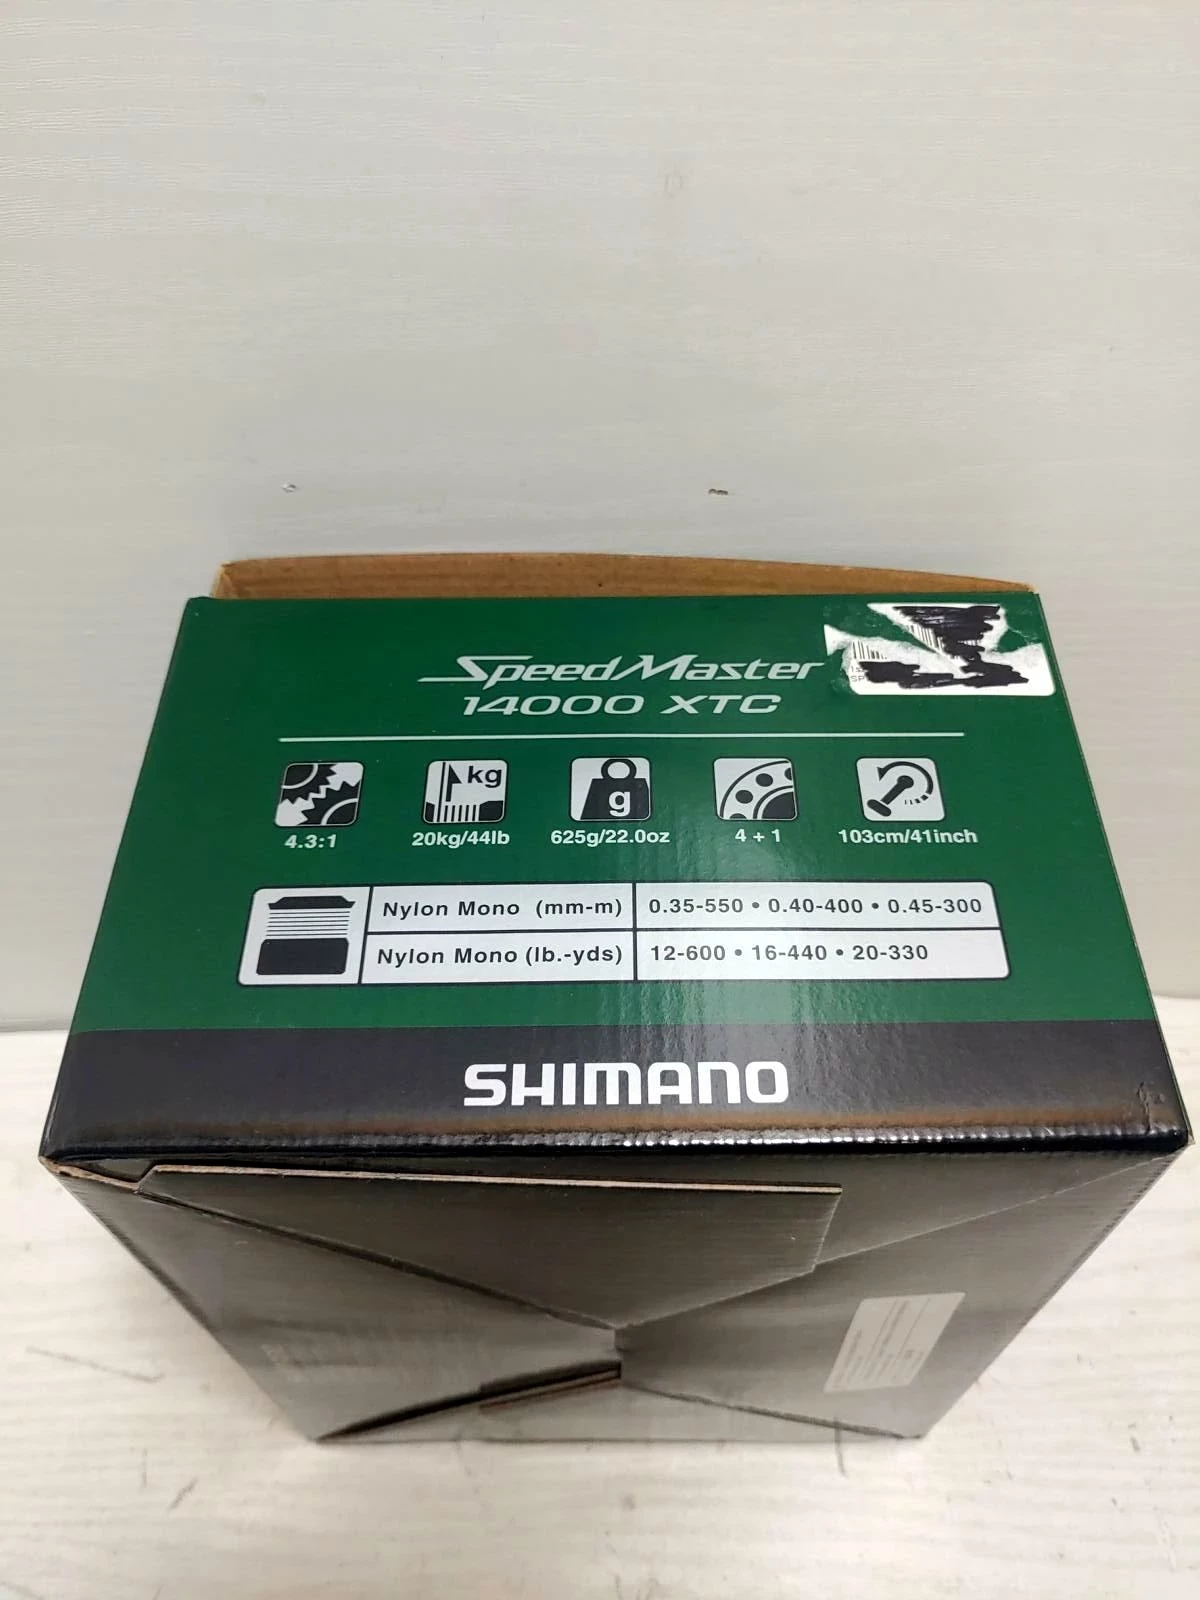 SpeedMaster
14000 XTC
kg
g
4.3:1
20kg/44lb
625g/22.0oz
4 + 1
103cm/41inch
Nylon Mono (mm-m)
0.35-550 • 0.40-400 • 0.45-300
Nylon Mono (lb.-yds)
12-600 • 16-440 • 20-330
SHIMANO